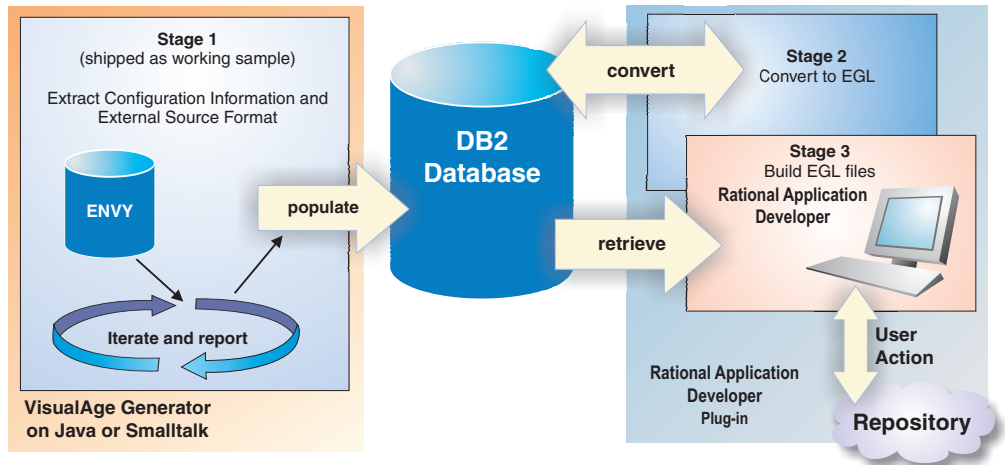 Stage 1
(shipped as working sample)
Extract Configuration Information and
External Source Format
ENVY
Iterate and report
populate
VisualAge Generator
on Java or Smalltalk
DB2
Database
convert
retrieve
Stage 2
Convert to EGL
Stage 3
Build EGL files
Rational Application
Developer
User
Action
Rational Application
Developer
Plug-in
Repository